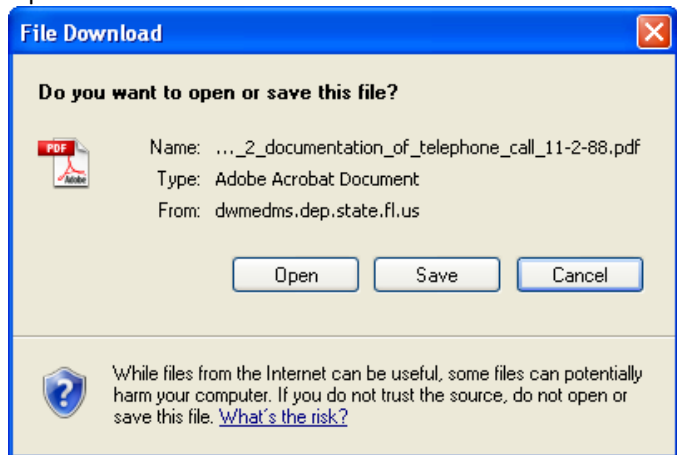 File Download
Do you want to open or save this file?
PDF
Adobe
Name: ..._2_documentation_of_telephone_call_11-2-88.pdf
Type: Adobe Acrobat Document
From: dwmedms.dep.state.fl.us
Open Save Cancel
While files from the Internet can be useful, some files can potentially
harm your computer. If you do not trust the source, do not open or
save this file. What's the risk?